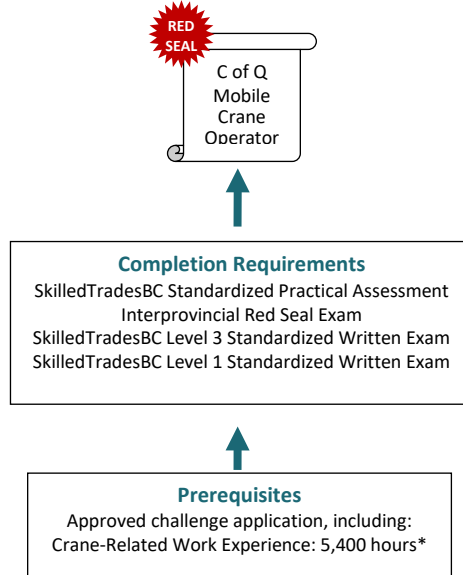 RED
SEAL
C of Q
Mobile
Crane
Operator
Completion Requirements
SkilledTradesBC Standardized Practical Assessment
Interprovincial Red Seal Exam
SkilledTradesBC Level 3 Standardized Written Exam
SkilledTradesBC Level 1 Standardized Written Exam
Prerequisites
Approved challenge application, including:
Crane-Related Work Experience: 5,400 hours*